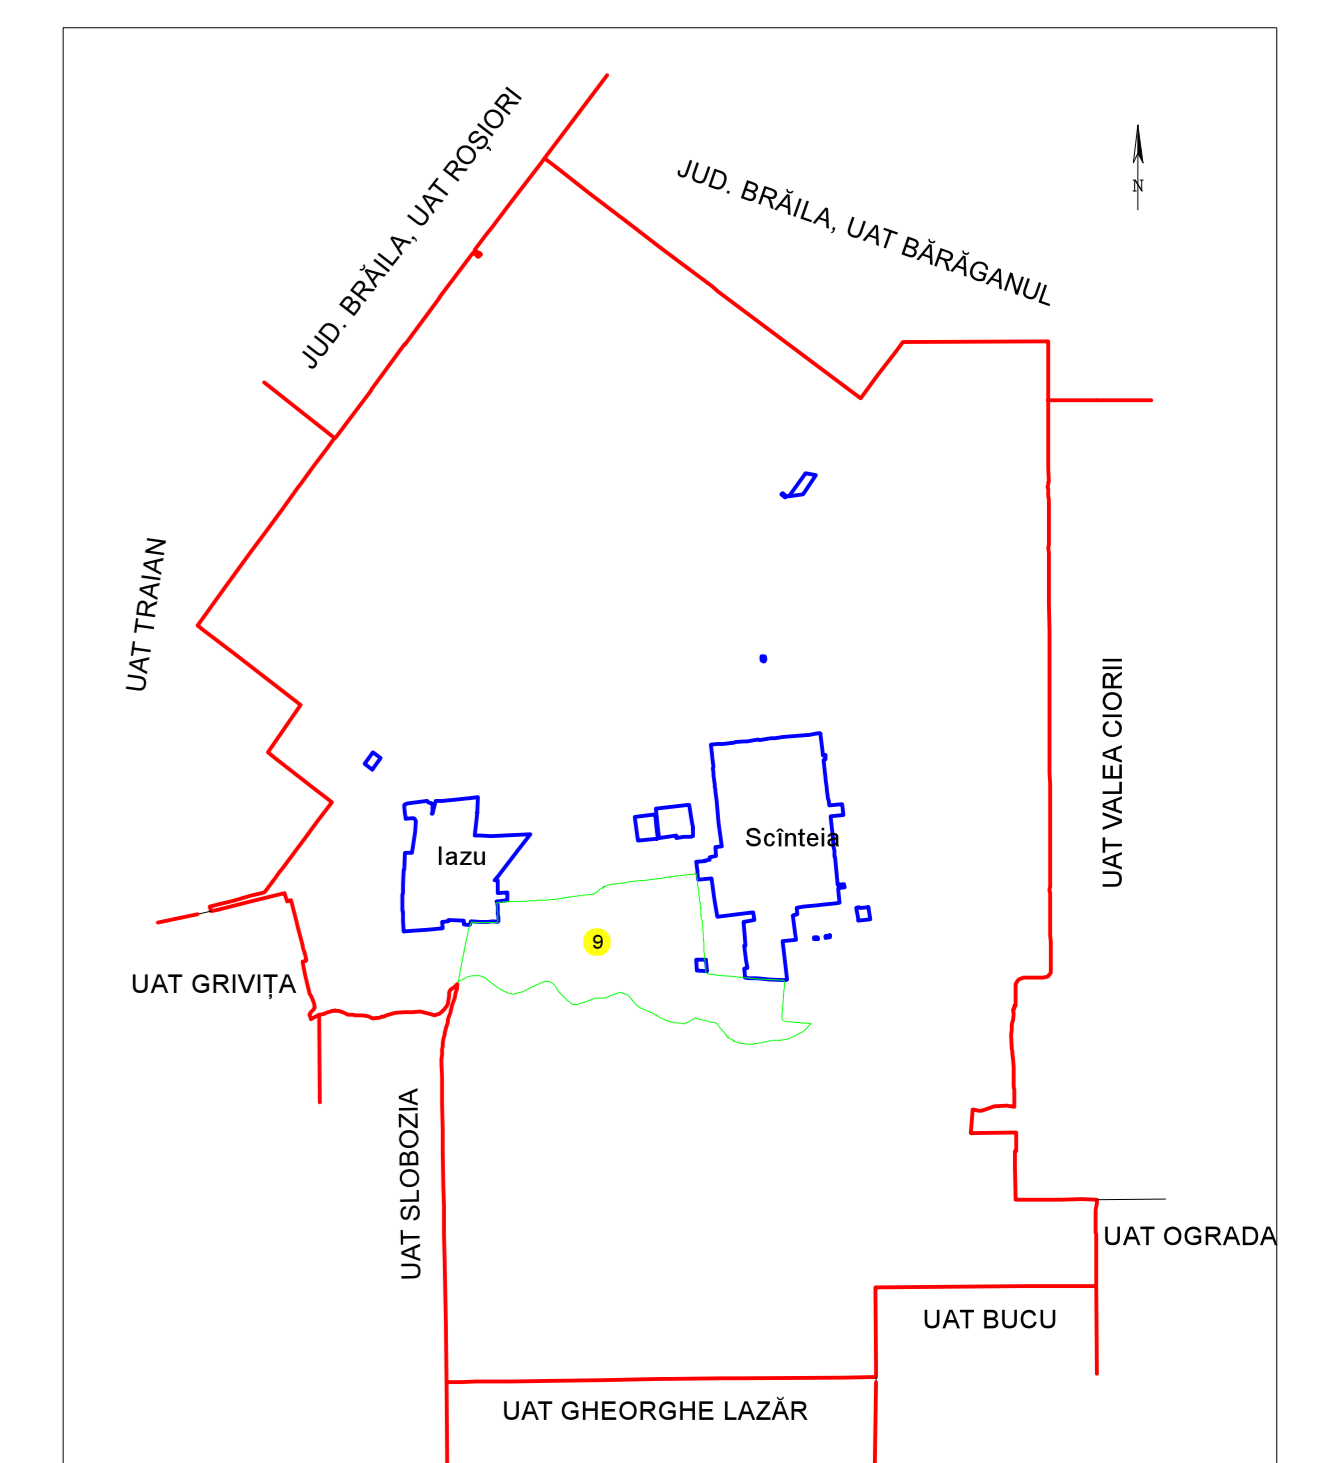 JUD. BRĂILA, UAT ROȘIORI
JUD. BRĂILA, UAT BĂRĂGANUL
N
UAT TRAIAN
UAT VALEA CIORII
Scînteia
Iazu
9
UAT GRIVIȚA
UAT SLOBOZIA
UAT OGRADA
UAT BUCU
UAT GHEORGHE LAZĂR